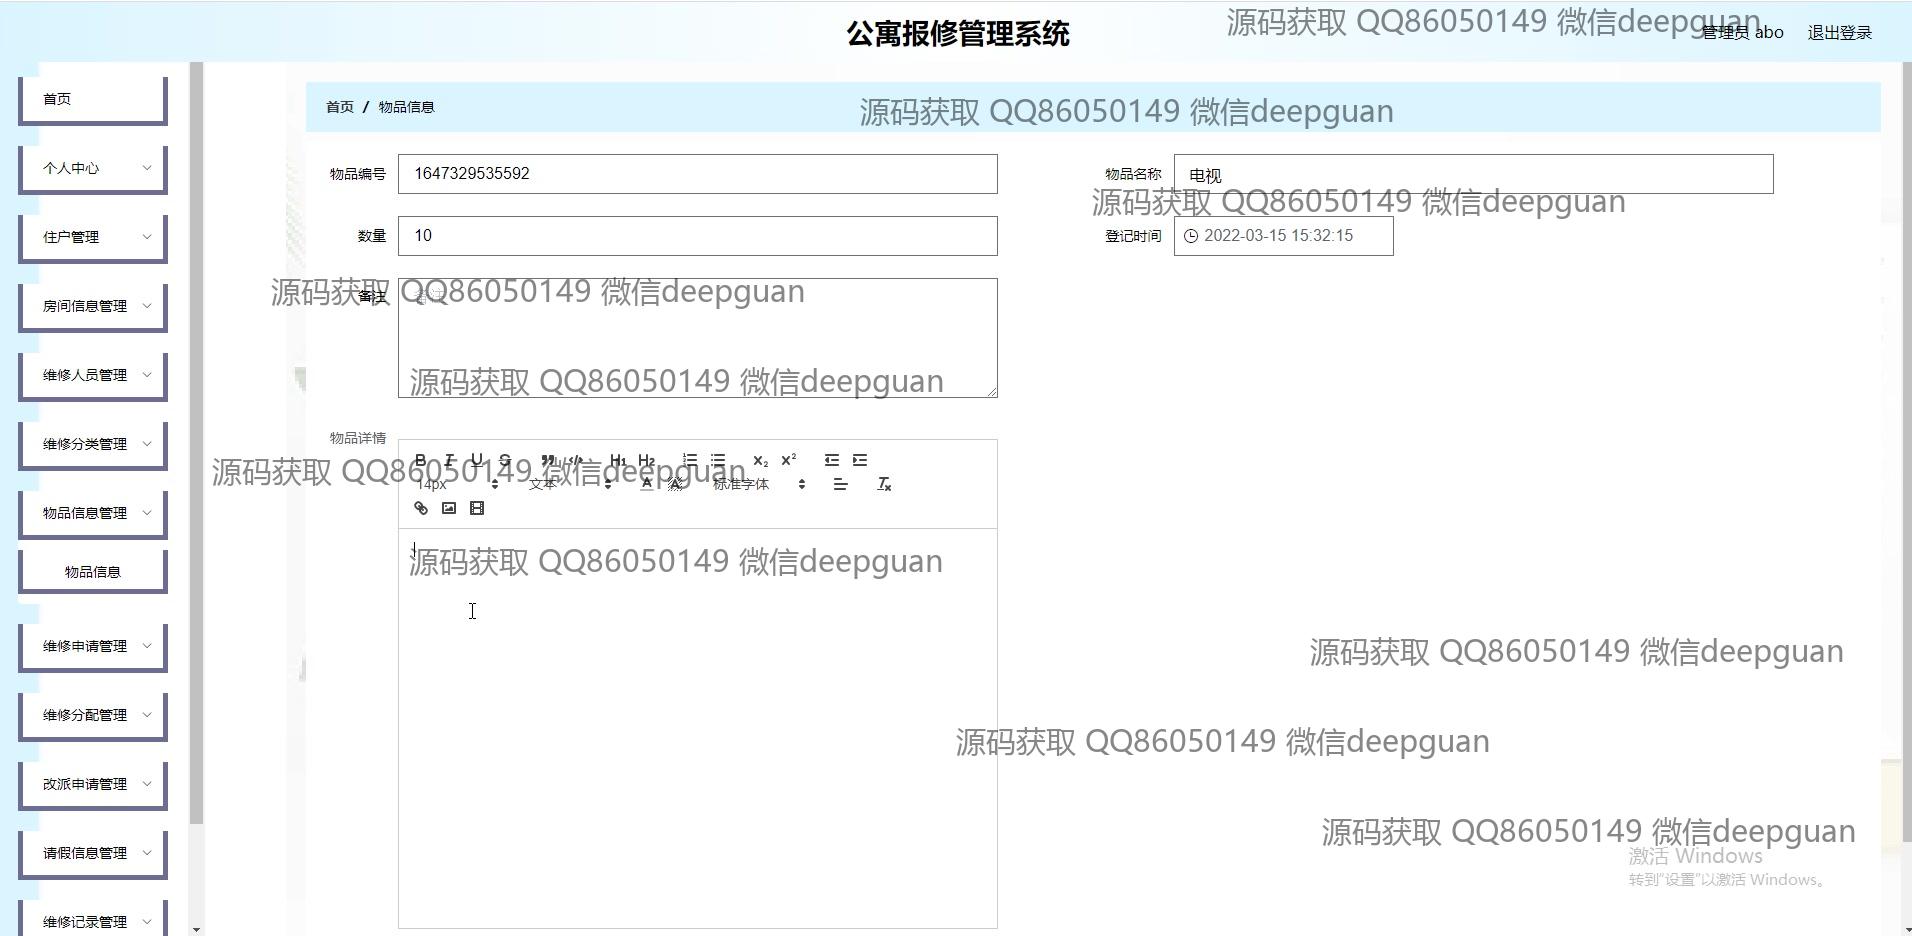 公寓报修管理系统
源码获取 QQ86050149 微信deepguan
管理员 abo
退出登录
首页
个人中心
住户管理
房间信息管理
维修人员管理
维修分类管理
物品信息管理
物品信息
维修申请管理
维修分配管理
改派申请管理
请假信息管理
维修记录管理
首页 / 物品信息
源码获取 QQ86050149 微信deepguan
物品编号 1647329535592
物品名称 电视
源码获取 QQ86050149 微信deepguan
数量 10
登记时间 2022-03-15 15:32:15
备注 备注
源码获取 QQ86050149 微信deepguan
源码获取 QQ86050149 微信deepguan
物品详情
B I U S ” </> H1 H2 X2 X2
源码获取 QQ86050149 微信deepguan
14px 文本 A A 标准字体 Tx
源码获取 QQ86050149 微信deepguan
源码获取 QQ86050149 微信deepguan
源码获取 QQ86050149 微信deepguan
源码获取 QQ86050149 微信deepguan
激活 Windows
转到"设置"以激活 Windows。